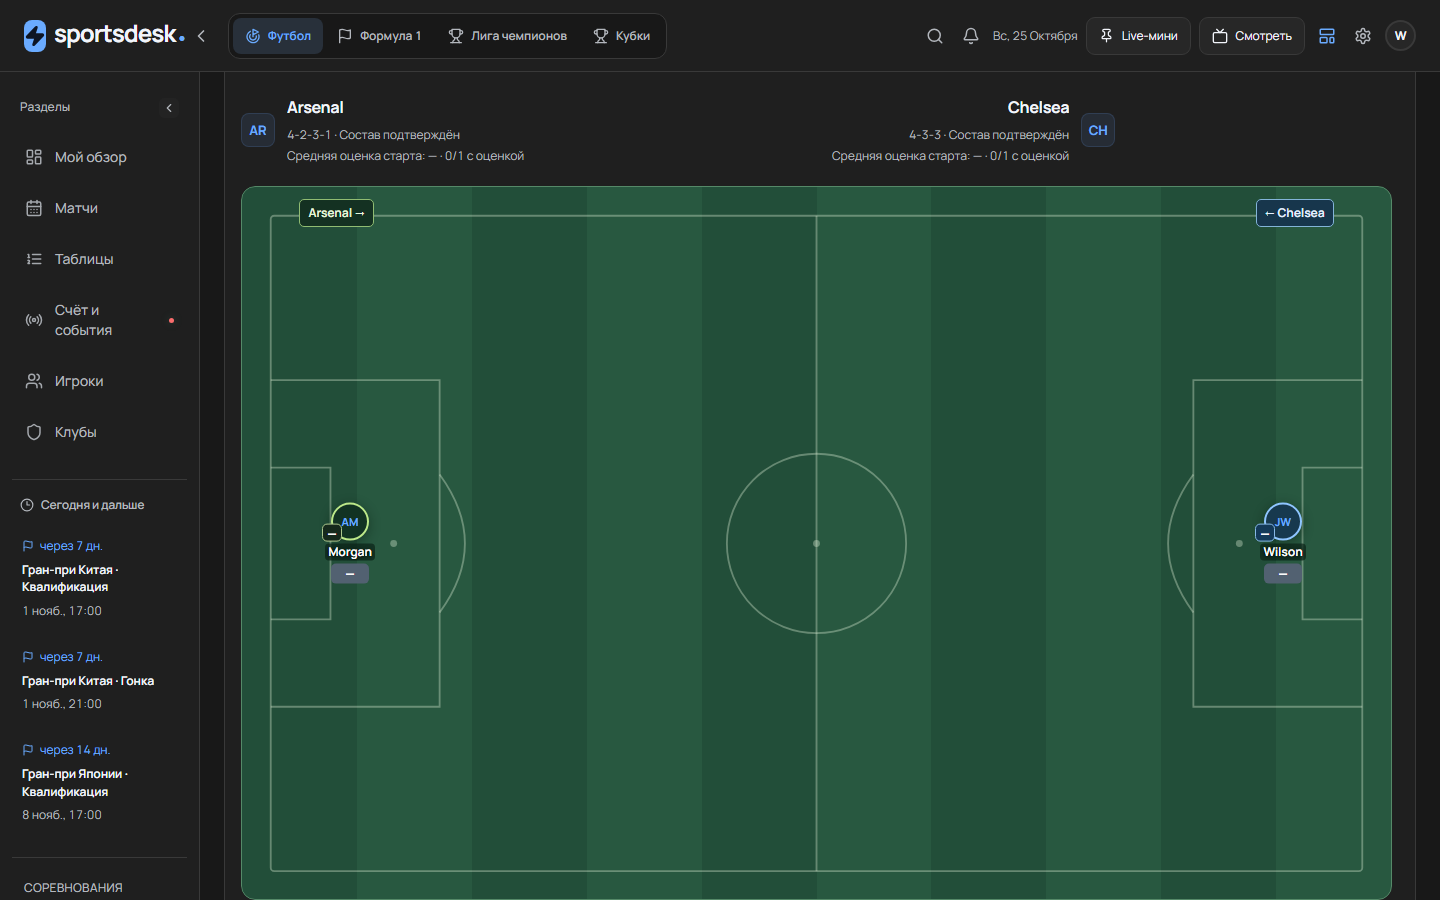 sportsdesk.
Футбол
Формула 1
Лига чемпионов
Кубки
Вс, 25 Октября
Live-мини
Смотреть
W
Разделы
Мой обзор
Матчи
Таблицы
Счёт и
события
Игроки
Клубы
Сегодня и дальше
через 7 дн.
Гран-при Китая ·
Квалификация
1 нояб., 17:00
через 7 дн.
Гран-при Китая · Гонка
1 нояб., 21:00
через 14 дн.
Гран-при Японии ·
Квалификация
8 нояб., 17:00
СОРЕВНОВАНИЯ
AR
Arsenal
4-2-3-1 · Состав подтверждён
Средняя оценка старта: — · 0/1 с оценкой
Chelsea
4-3-3 · Состав подтверждён
Средняя оценка старта: — · 0/1 с оценкой
CH
Arsenal →
← Chelsea
AM
—
Morgan
—
JW
—
Wilson
—